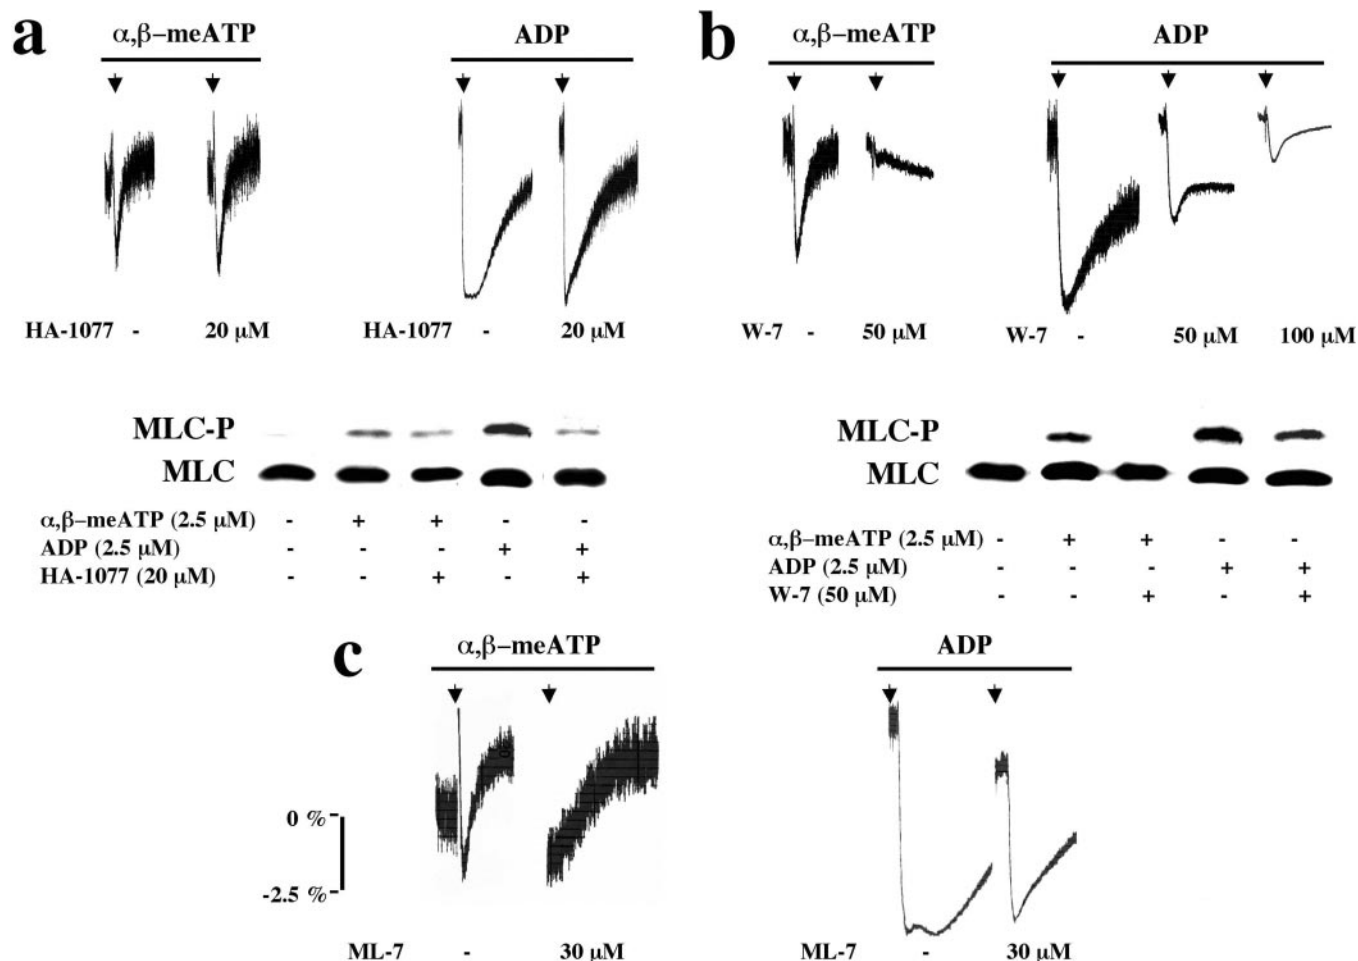 a
α,β–meATP
ADP
HA-1077 - 20 μM
HA-1077 - 20 μM
MLC-P
MLC
α,β–meATP (2.5 μM) - + + - -
ADP (2.5 μM) - - - + +
HA-1077 (20 μM) - - + - +
b
α,β–meATP
ADP
W-7 - 50 μM
W-7 - 50 μM 100 μM
MLC-P
MLC
α,β–meATP (2.5 μM) - + + - -
ADP (2.5 μM) - - - + +
W-7 (50 μM) - - + - +
c
α,β–meATP
ADP
0 %
-2.5 %
ML-7 - 30 μM
ML-7 - 30 μM